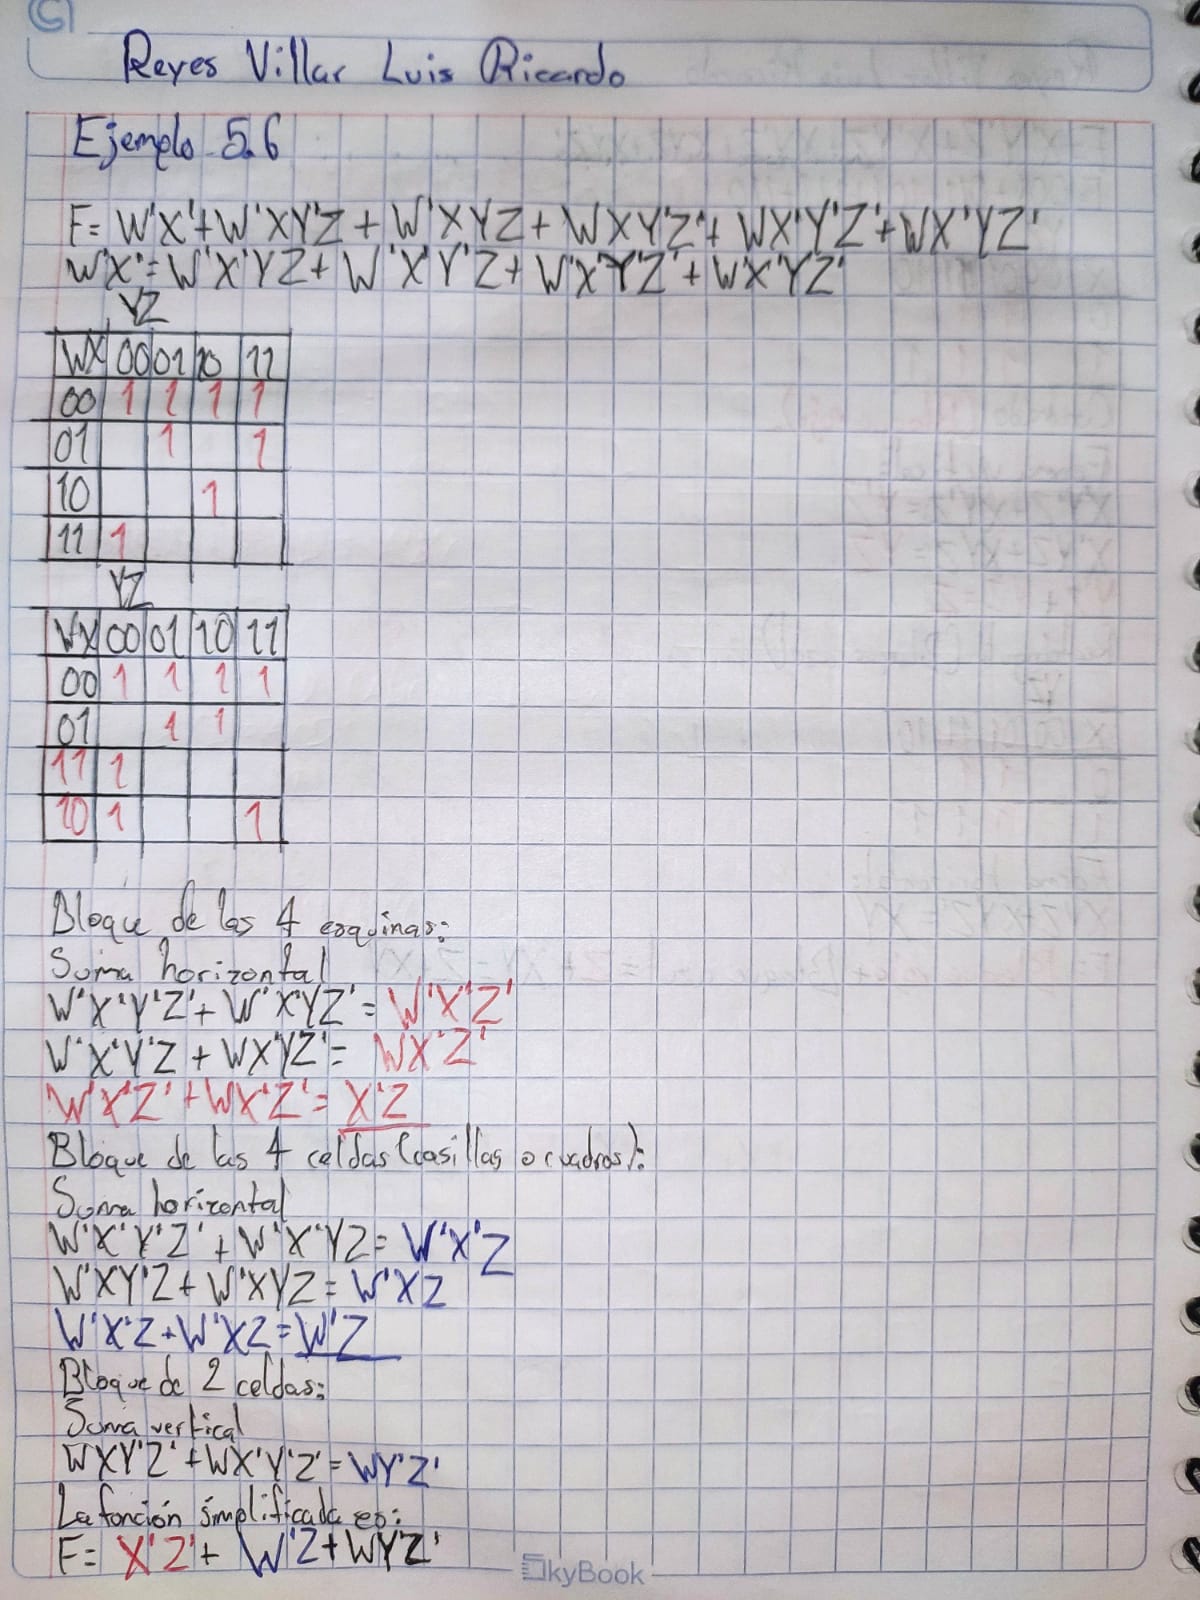 Reyes Villar Luis Ricardo
Ejemplo 5.6
F= W'X'+W'XY'Z + W'XYZ + WXY'Z'+ WX'Y'Z'+WX'YZ'
W'X'=W'X'YZ+ W'X'Y'Z+ W'X'Y'Z'+W'X'YZ'
YZ
WX 00 01 10 11
00 1 1 1 1
01 1 1
10 1
11 1
YZ
WX 00 01 10 11
00 1 1 1 1
01 1 1
11 1
10 1 1
Bloque de las 4 esquinas:
Suma horizontal
W'X'Y'Z'+ W'X'YZ'= W'X'Z'
W'X'Y'Z + WX'YZ'= WX'Z'
W'X'Z' +WX'Z'= X'Z
Bloque de las 4 celdas (casillas o cuadros):
Suma horizontal
W'X'Y'Z' + W'X'YZ= W'X'Z
W'XY'Z+ W'XYZ= W'XZ
W'X'Z+W'XZ=W'Z
Bloque de 2 celdas:
Suma vertical
WXY'Z' +WX'Y'Z'= WY'Z'
La función simplificada es:
F= X'Z'+ W'Z+WY'Z'
SkyBook